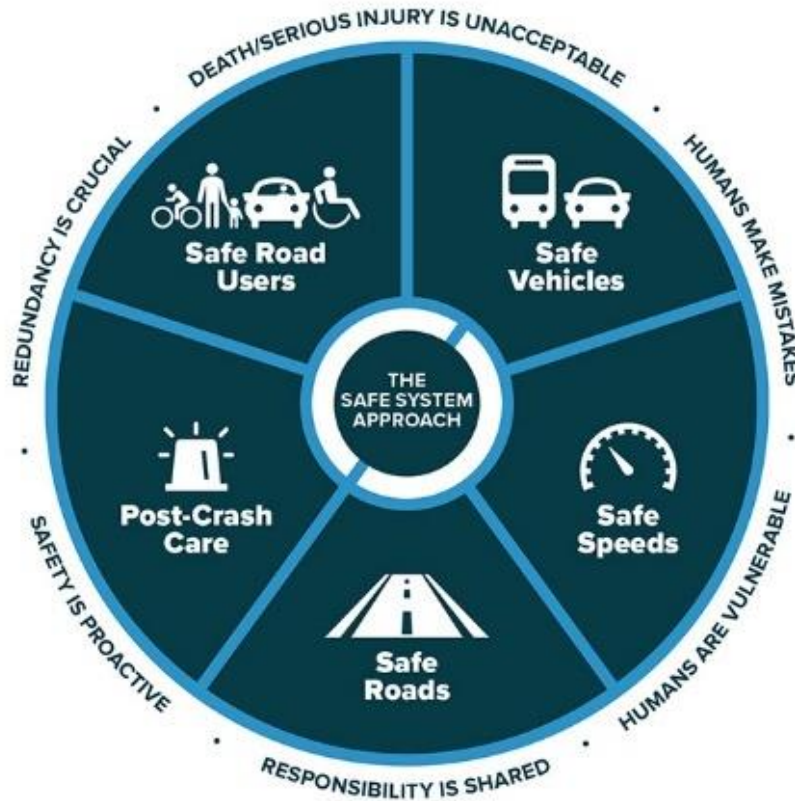 DEATH/SERIOUS INJURY IS UNACCEPTABLE
HUMANS MAKE MISTAKES
HUMANS ARE VULNERABLE
RESPONSIBILITY IS SHARED
SAFETY IS PROACTIVE
REDUNDANCY IS CRUCIAL
Safe Road
Users
Safe
Vehicles
Safe
Speeds
Safe
Roads
Post-Crash
Care
THE
SAFE SYSTEM
APPROACH